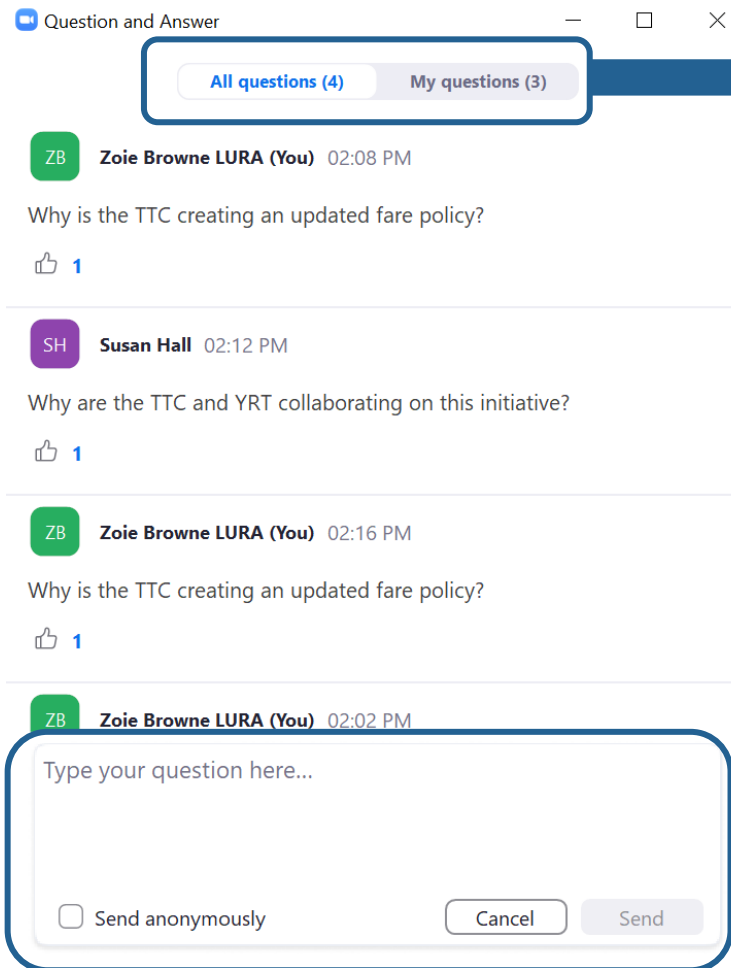 Question and Answer
All questions (4) My questions (3)
ZB Zoie Browne LURA (You) 02:08 PM
Why is the TTC creating an updated fare policy?
1
SH Susan Hall 02:12 PM
Why are the TTC and YRT collaborating on this initiative?
1
ZB Zoie Browne LURA (You) 02:16 PM
Why is the TTC creating an updated fare policy?
1
ZB Zoie Browne LURA (You) 02:02 PM
Type your question here...
Send anonymously Cancel Send